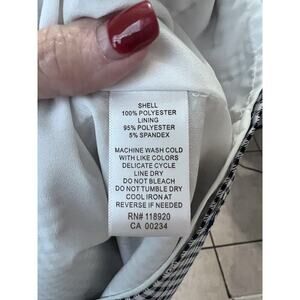 SHELL
100% POLYESTER
LINING
95% POLYESTER
5% SPANDEX
MACHINE WASH COLD
WITH LIKE COLORS
DELICATE CYCLE
LINE DRY
DO NOT BLEACH
DO NOT TUMBLE DRY
COOL IRON AT
REVERSE IF NEEDED
RN# 118920
CA 00234